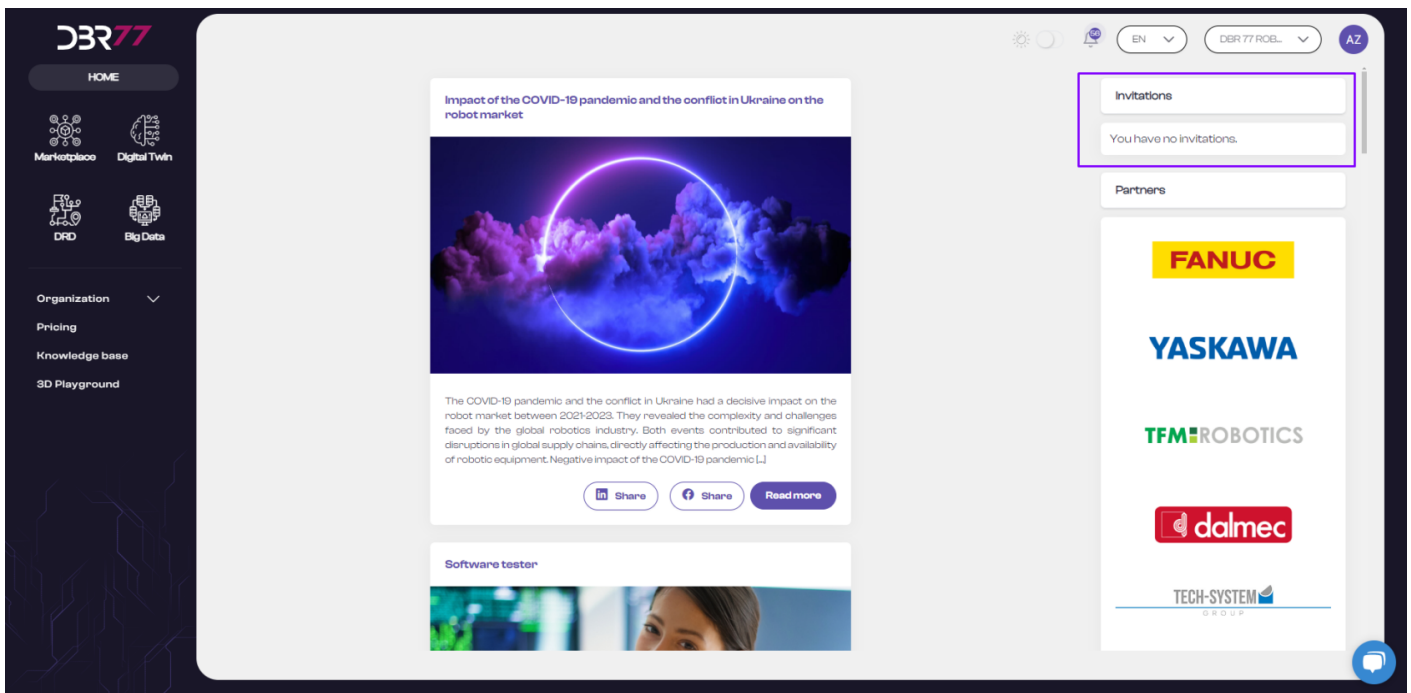 DBR77
HOME
Marketplace
Digital Twin
DRD
Big Data
Organization
Pricing
Knowledge base
3D Playground
EN
DBR 77 ROB...
AZ
Impact of the COVID-19 pandemic and the conflict in Ukraine on the
robot market
The COVID-19 pandemic and the conflict in Ukraine had a decisive impact on the
robot market between 2021-2023. They revealed the complexity and challenges
faced by the global robotics industry. Both events contributed to significant
disruptions in global supply chains, directly affecting the production and availability
of robotic equipment. Negative impact of the COVID-19 pandemic [...]
in Share
Share
Read more
Software tester
Invitations
You have no invitations.
Partners
FANUC
YASKAWA
TFM ROBOTICS
d dalmec
TECH-SYSTEM
GROUP